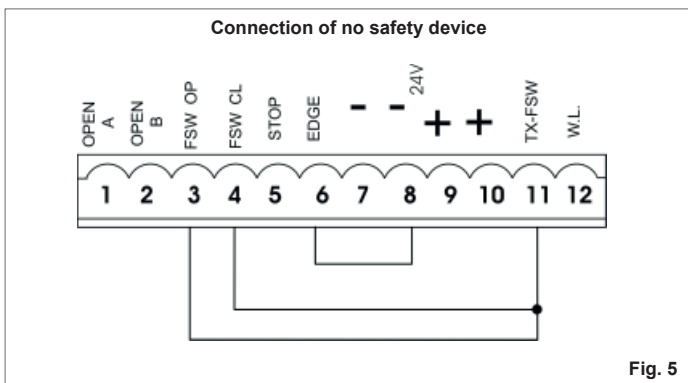 Connection of no safety device
OPEN A
OPEN B
FSW OP
FSW CL
STOP
EDGE
- - 24V
+ +
TX-FSW
W.L.
1 2 3 4 5 6 7 8 9 10 11 12
Fig. 5